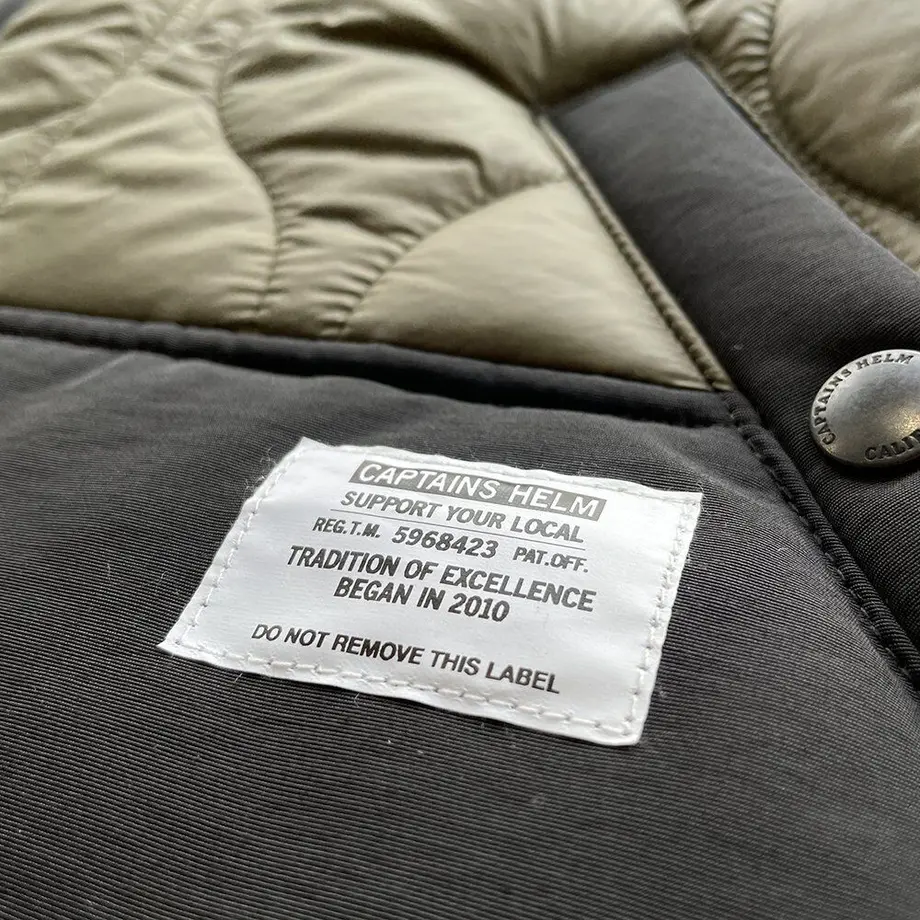 CAPTAINS HELM
SUPPORT YOUR LOCAL
REG.T.M. 5968423 PAT.OFF.
TRADITION OF EXCELLENCE
BEGAN IN 2010
DO NOT REMOVE THIS LABEL
CAPTAINS HELM